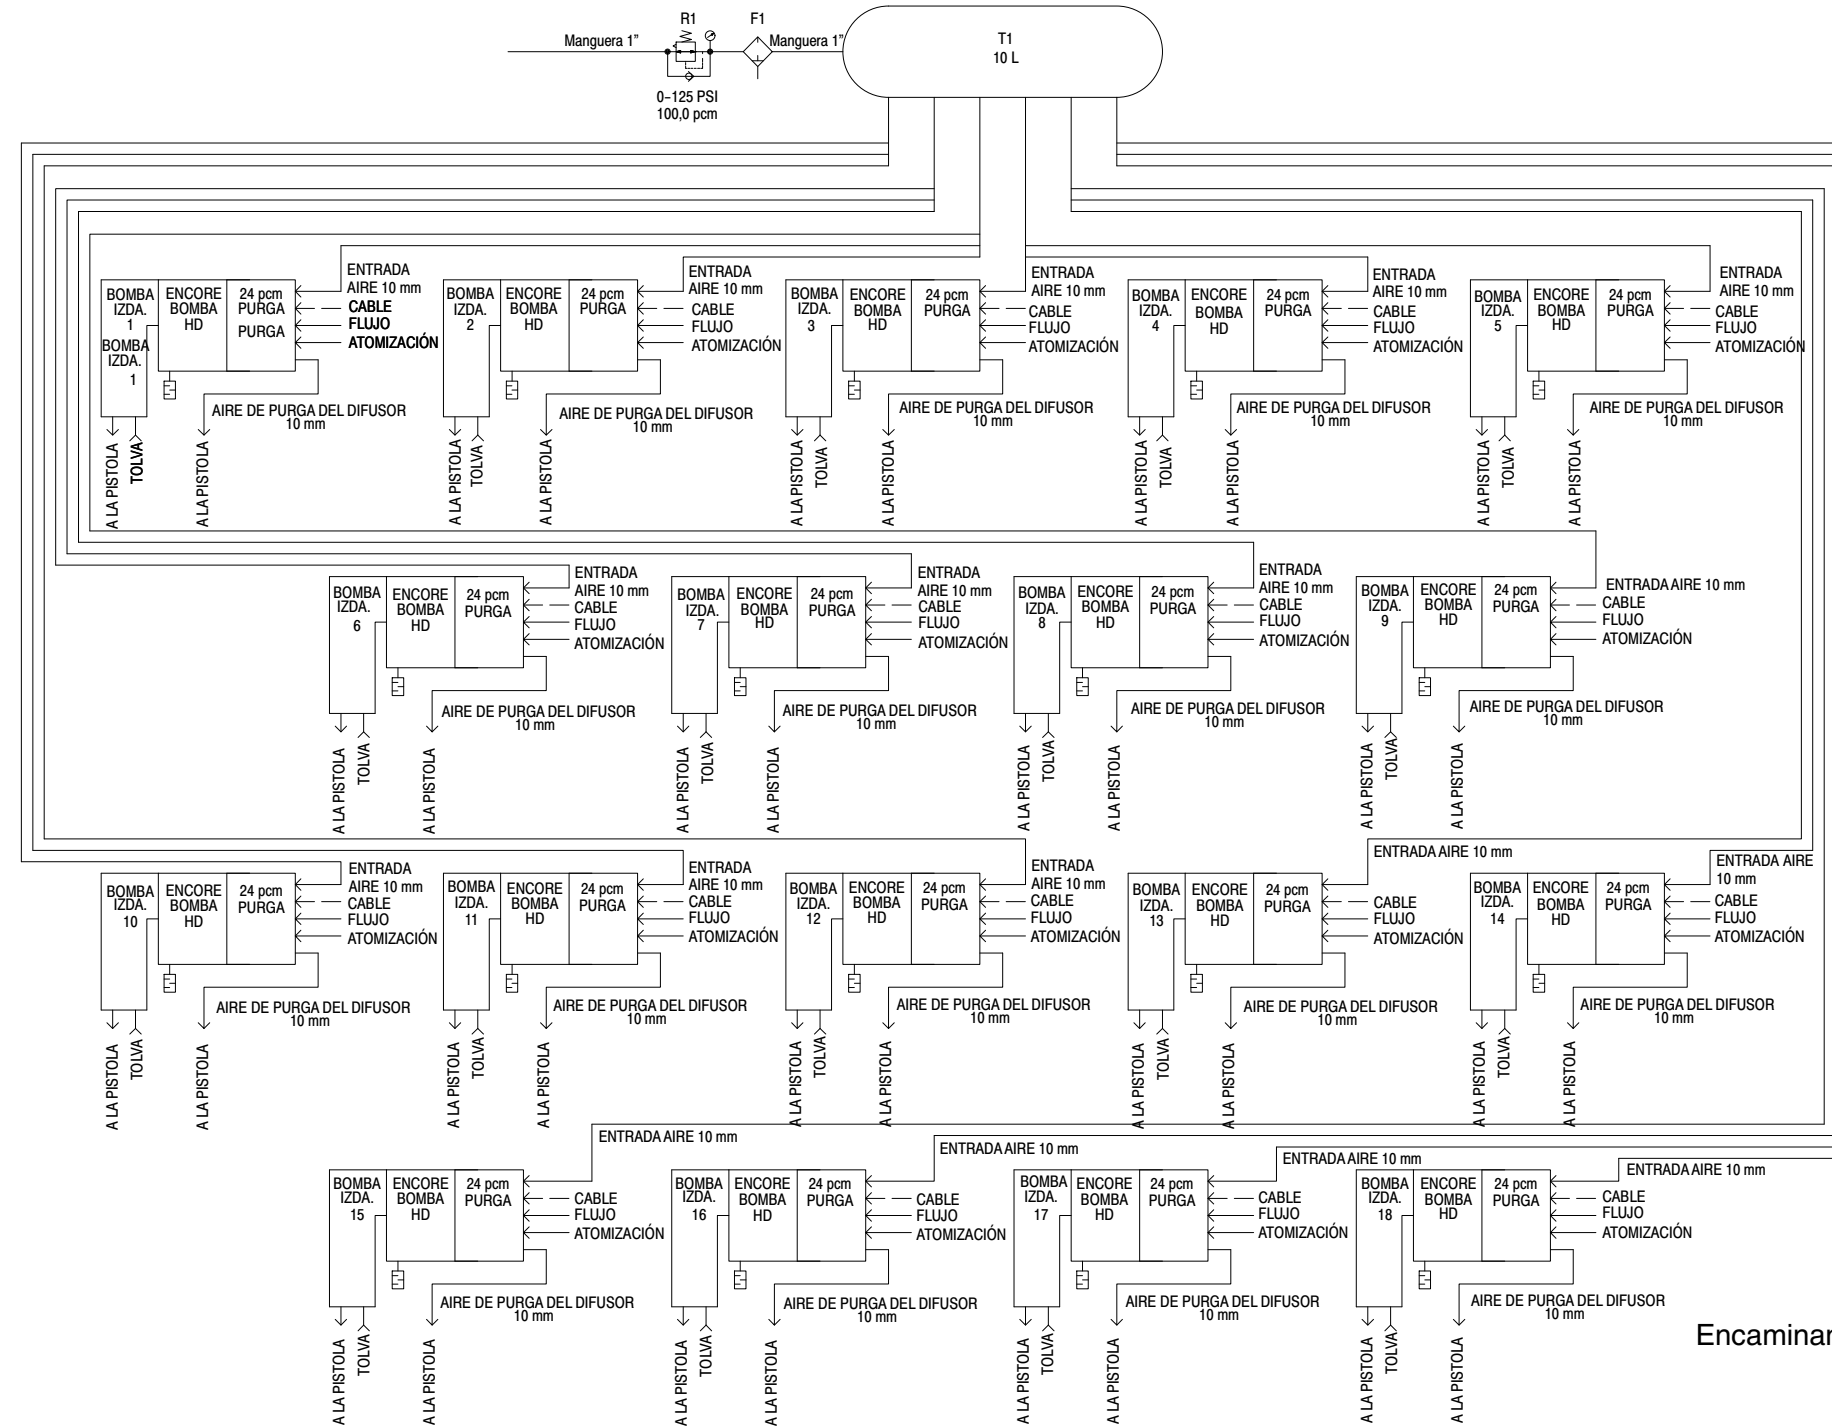 R1
F1
Manguera 1”
Manguera 1”
T1
10 L
0-125 PSI
100,0 pcm
BOMBA
IZDA.
1
BOMBA
IZDA.
1
ENCORE
BOMBA
HD
24 pcm
PURGA
PURGA
ENTRADA
AIRE 10 mm
CABLE
FLUJO
ATOMIZACIÓN
AIRE DE PURGA DEL DIFUSOR
10 mm
A LA PISTOLA
TOLVA
A LA PISTOLA
BOMBA
IZDA.
2
ENCORE
BOMBA
HD
24 pcm
PURGA
ENTRADA
AIRE 10 mm
CABLE
FLUJO
ATOMIZACIÓN
AIRE DE PURGA DEL DIFUSOR
10 mm
A LA PISTOLA
TOLVA
A LA PISTOLA
BOMBA
IZDA.
3
ENCORE
BOMBA
HD
24 pcm
PURGA
ENTRADA
AIRE 10 mm
CABLE
FLUJO
ATOMIZACIÓN
AIRE DE PURGA DEL DIFUSOR
10 mm
A LA PISTOLA
TOLVA
A LA PISTOLA
BOMBA
IZDA.
4
ENCORE
BOMBA
HD
24 pcm
PURGA
ENTRADA
AIRE 10 mm
CABLE
FLUJO
ATOMIZACIÓN
AIRE DE PURGA DEL DIFUSOR
10 mm
A LA PISTOLA
TOLVA
A LA PISTOLA
BOMBA
IZDA.
5
ENCORE
BOMBA
HD
24 pcm
PURGA
ENTRADA
AIRE 10 mm
CABLE
FLUJO
ATOMIZACIÓN
AIRE DE PURGA DEL DIFUSOR
10 mm
A LA PISTOLA
TOLVA
A LA PISTOLA
BOMBA
IZDA.
6
ENCORE
BOMBA
HD
24 pcm
PURGA
ENTRADA
AIRE 10 mm
CABLE
FLUJO
ATOMIZACIÓN
AIRE DE PURGA DEL DIFUSOR
10 mm
A LA PISTOLA
TOLVA
A LA PISTOLA
BOMBA
IZDA.
7
ENCORE
BOMBA
HD
24 pcm
PURGA
ENTRADA
AIRE 10 mm
CABLE
FLUJO
ATOMIZACIÓN
AIRE DE PURGA DEL DIFUSOR
10 mm
A LA PISTOLA
TOLVA
A LA PISTOLA
BOMBA
IZDA.
8
ENCORE
BOMBA
HD
24 pcm
PURGA
ENTRADA
AIRE 10 mm
CABLE
FLUJO
ATOMIZACIÓN
AIRE DE PURGA DEL DIFUSOR
10 mm
A LA PISTOLA
TOLVA
A LA PISTOLA
BOMBA
IZDA.
9
ENCORE
BOMBA
HD
24 pcm
PURGA
ENTRADA AIRE 10 mm
CABLE
FLUJO
ATOMIZACIÓN
AIRE DE PURGA DEL DIFUSOR
10 mm
A LA PISTOLA
TOLVA
A LA PISTOLA
BOMBA
IZDA.
10
ENCORE
BOMBA
HD
24 pcm
PURGA
ENTRADA
AIRE 10 mm
CABLE
FLUJO
ATOMIZACIÓN
AIRE DE PURGA DEL DIFUSOR
10 mm
A LA PISTOLA
TOLVA
A LA PISTOLA
BOMBA
IZDA.
11
ENCORE
BOMBA
HD
24 pcm
PURGA
ENTRADA
AIRE 10 mm
CABLE
FLUJO
ATOMIZACIÓN
AIRE DE PURGA DEL DIFUSOR
10 mm
A LA PISTOLA
TOLVA
A LA PISTOLA
BOMBA
IZDA.
12
ENCORE
BOMBA
HD
24 pcm
PURGA
ENTRADA
AIRE 10 mm
CABLE
FLUJO
ATOMIZACIÓN
AIRE DE PURGA DEL DIFUSOR
10 mm
A LA PISTOLA
TOLVA
A LA PISTOLA
BOMBA
IZDA.
13
ENCORE
BOMBA
HD
24 pcm
PURGA
ENTRADA AIRE 10 mm
CABLE
FLUJO
ATOMIZACIÓN
AIRE DE PURGA DEL DIFUSOR
10 mm
A LA PISTOLA
TOLVA
A LA PISTOLA
BOMBA
IZDA.
14
ENCORE
BOMBA
HD
24 pcm
PURGA
ENTRADA AIRE
10 mm
CABLE
FLUJO
ATOMIZACIÓN
AIRE DE PURGA DEL DIFUSOR
10 mm
A LA PISTOLA
TOLVA
A LA PISTOLA
BOMBA
IZDA.
15
ENCORE
BOMBA
HD
24 pcm
PURGA
ENTRADA AIRE 10 mm
CABLE
FLUJO
ATOMIZACIÓN
AIRE DE PURGA DEL DIFUSOR
10 mm
A LA PISTOLA
TOLVA
A LA PISTOLA
BOMBA
IZDA.
16
ENCORE
BOMBA
HD
24 pcm
PURGA
ENTRADA AIRE 10 mm
CABLE
FLUJO
ATOMIZACIÓN
AIRE DE PURGA DEL DIFUSOR
10 mm
A LA PISTOLA
TOLVA
A LA PISTOLA
BOMBA
IZDA.
17
ENCORE
BOMBA
HD
24 pcm
PURGA
ENTRADA AIRE 10 mm
CABLE
FLUJO
ATOMIZACIÓN
AIRE DE PURGA DEL DIFUSOR
10 mm
A LA PISTOLA
TOLVA
A LA PISTOLA
BOMBA
IZDA.
18
ENCORE
BOMBA
HD
24 pcm
PURGA
ENTRADA AIRE 10 mm
CABLE
FLUJO
ATOMIZACIÓN
AIRE DE PURGA DEL DIFUSOR
10 mm
A LA PISTOLA
TOLVA
A LA PISTOLA
Encaminar